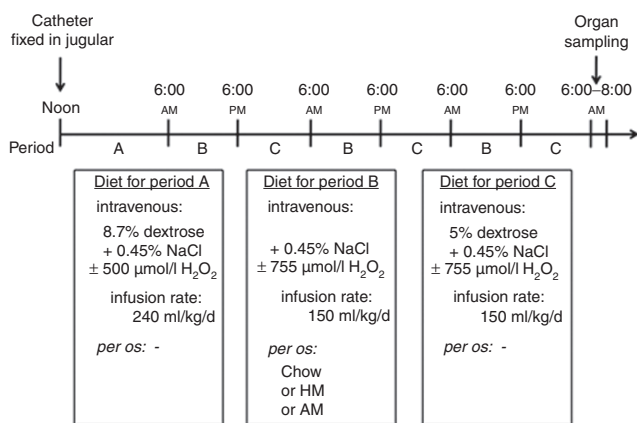 Catheter
fixed in jugular
Organ
sampling
6:00 6:00 6:00 6:00 6:00 6:00 6:00–8:00
Noon AM PM AM PM AM PM AM
Period A B C B C B C
Diet for period A
intravenous:
8.7% dextrose
+ 0.45% NaCl
± 500 µmol/l H₂O₂
infusion rate:
240 ml/kg/d
per os: -
Diet for period B
intravenous:
+ 0.45% NaCl
± 755 µmol/l H₂O₂
infusion rate:
150 ml/kg/d
per os:
Chow
or HM
or AM
Diet for period C
intravenous:
5% dextrose
+ 0.45% NaCl
± 755 µmol/l H₂O₂
infusion rate:
150 ml/kg/d
per os: -